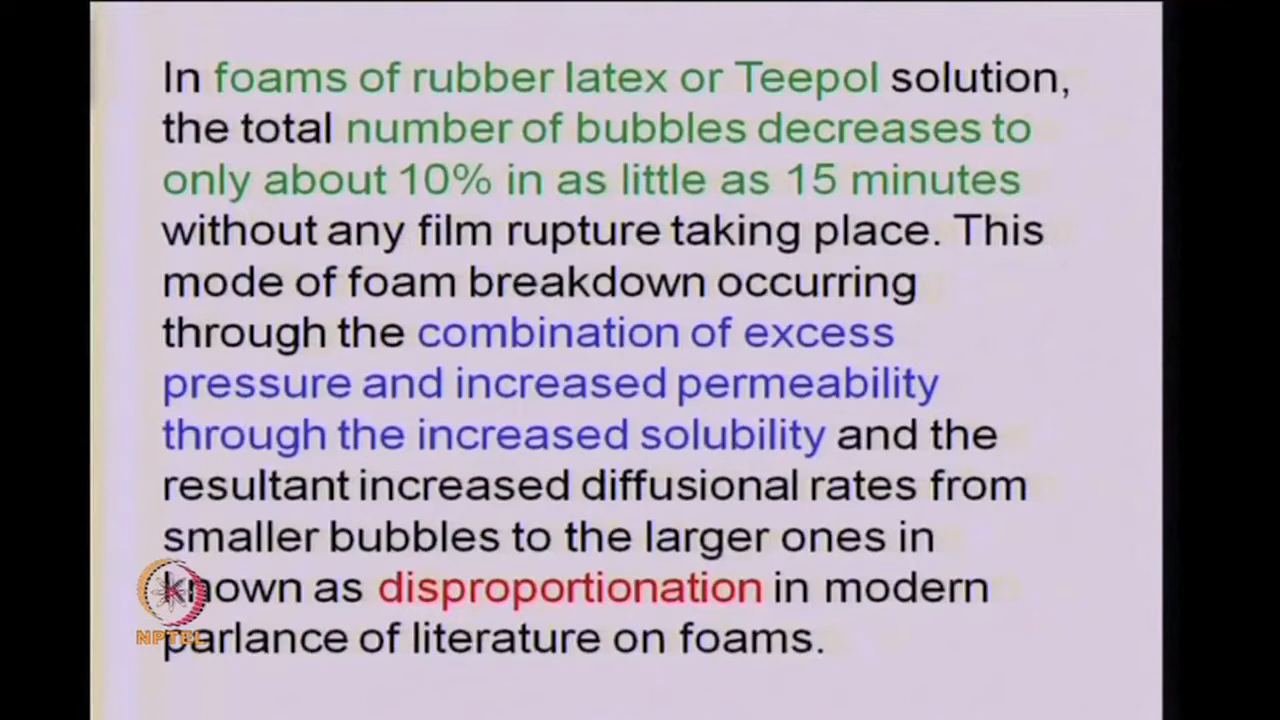 In foams of rubber latex or Teepol solution,
the total number of bubbles decreases to
only about 10% in as little as 15 minutes
without any film rupture taking place. This
mode of foam breakdown occurring
through the combination of excess
pressure and increased permeability
through the increased solubility and the
resultant increased diffusional rates from
smaller bubbles to the larger ones in
known as disproportionation in modern
parlance of literature on foams.
NPTEL